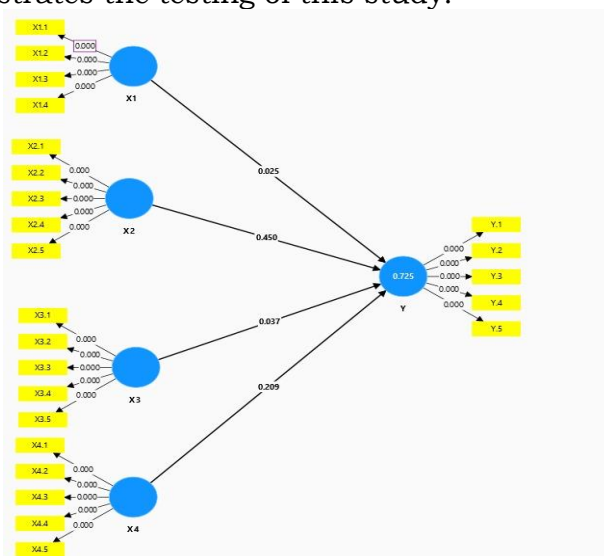 strates the testing of this study.
X1.1
0.000
X1.2
0.000
X1.3
0.000
X1.4
0.000
X1
X2.1
X2.2
0.000
0.000
X2.3
0.000
X2.4
0.000
X2.5
0.000
X2
X3.1
X3.2
0.000
0.000
X3.3
0.000
X3.4
0.000
X3.5
0.000
X3
X4.1
X4.2
0.000
0.000
X4.3
0.000
X4.4
0.000
X4.5
0.000
X4
0.025
0.450
0.037
0.209
0.725
Y
0.000
0.000
0.000
0.000
0.000
Y.1
Y.2
Y.3
Y.4
Y.5